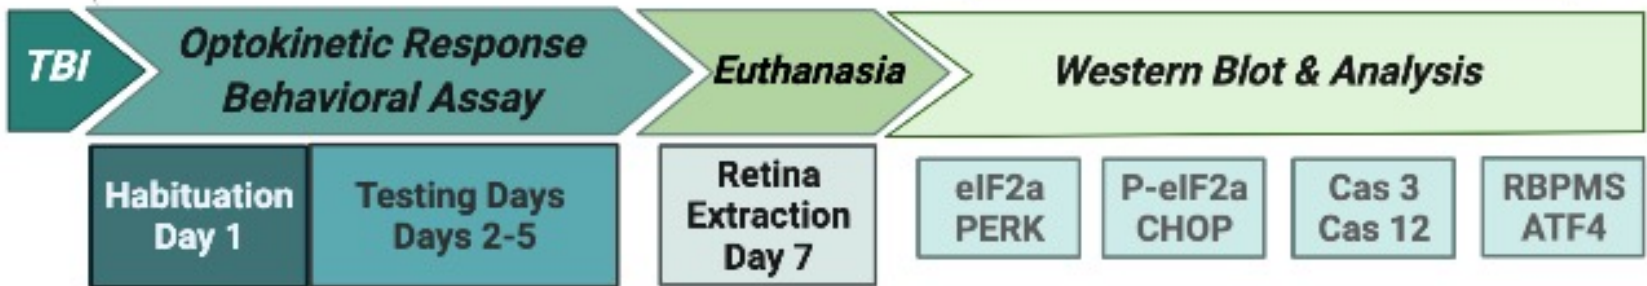 TBI
Optokinetic Response
Behavioral Assay
Euthanasia
Western Blot & Analysis
Habituation
Day 1
Testing Days
Days 2-5
Retina
Extraction
Day 7
eIF2a
PERK
P-eIF2a
CHOP
Cas 3
Cas 12
RBPMS
ATF4